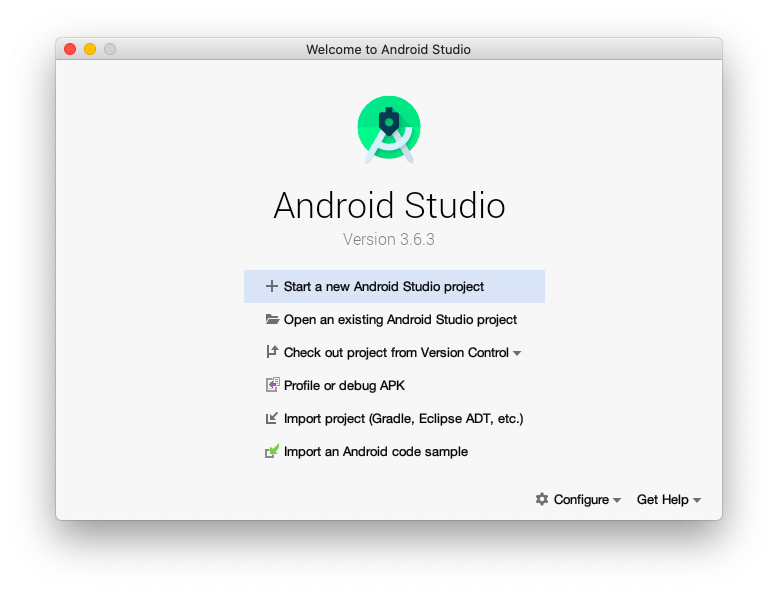 Welcome to Android Studio
Android Studio
Version 3.6.3
Start a new Android Studio project
Open an existing Android Studio project
Check out project from Version Control
Profile or debug APK
Import project (Gradle, Eclipse ADT, etc.)
Import an Android code sample
Configure Get Help